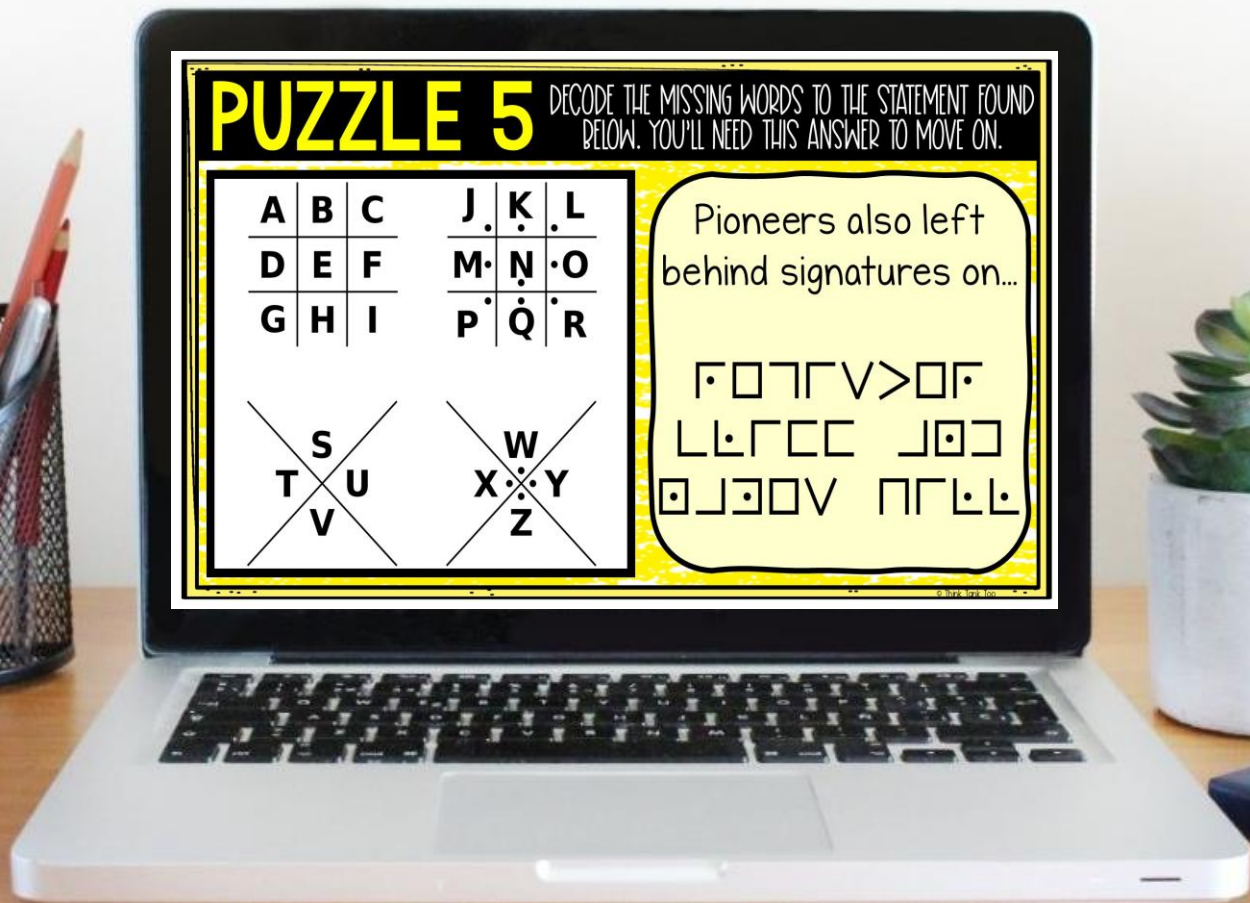 PUZZLE 5
DECODE THE MISSING WORDS TO THE STATEMENT FOUND
BELOW. YOU'LL NEED THIS ANSWER TO MOVE ON.
A B C
D E F
G H I
J K L
M N O
P Q R
S
T U
V
W
X Y
Z
Pioneers also left
behind signatures on...
© Think Tank Too